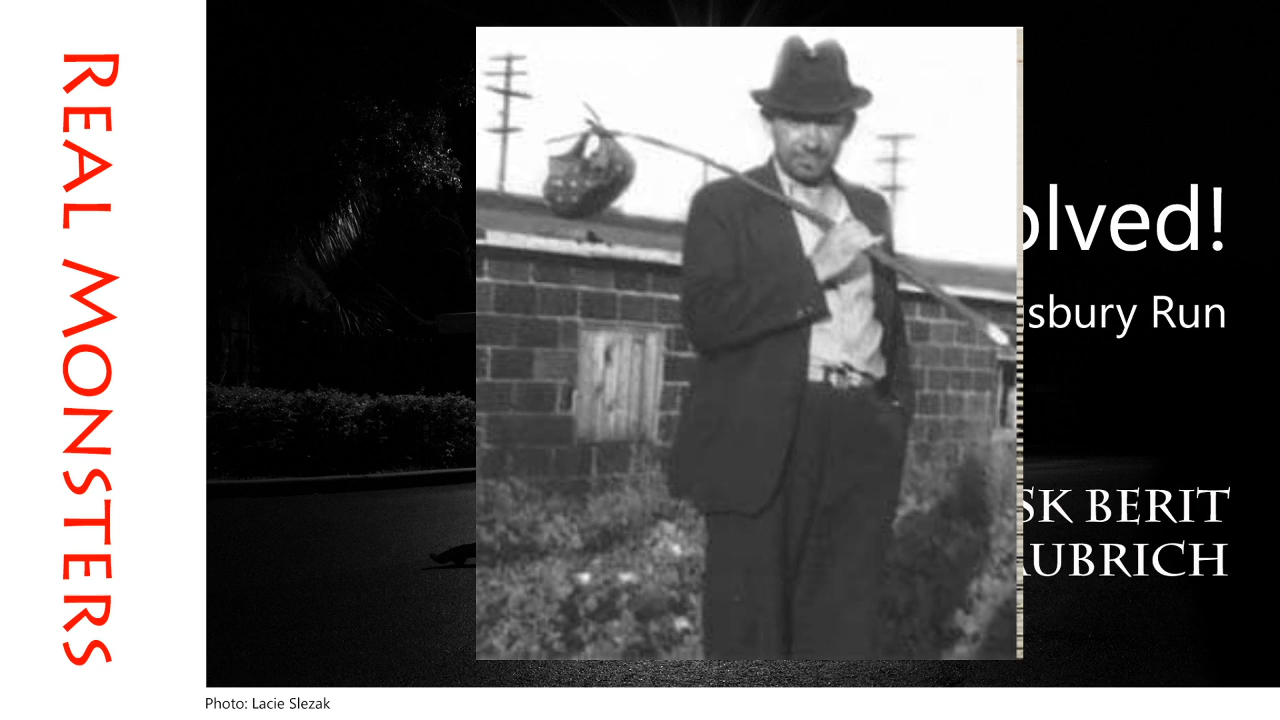 REAL MONSTERS
olved!
sbury Run
SK BERIT
AUBRICH
Photo: Lacie Slezak